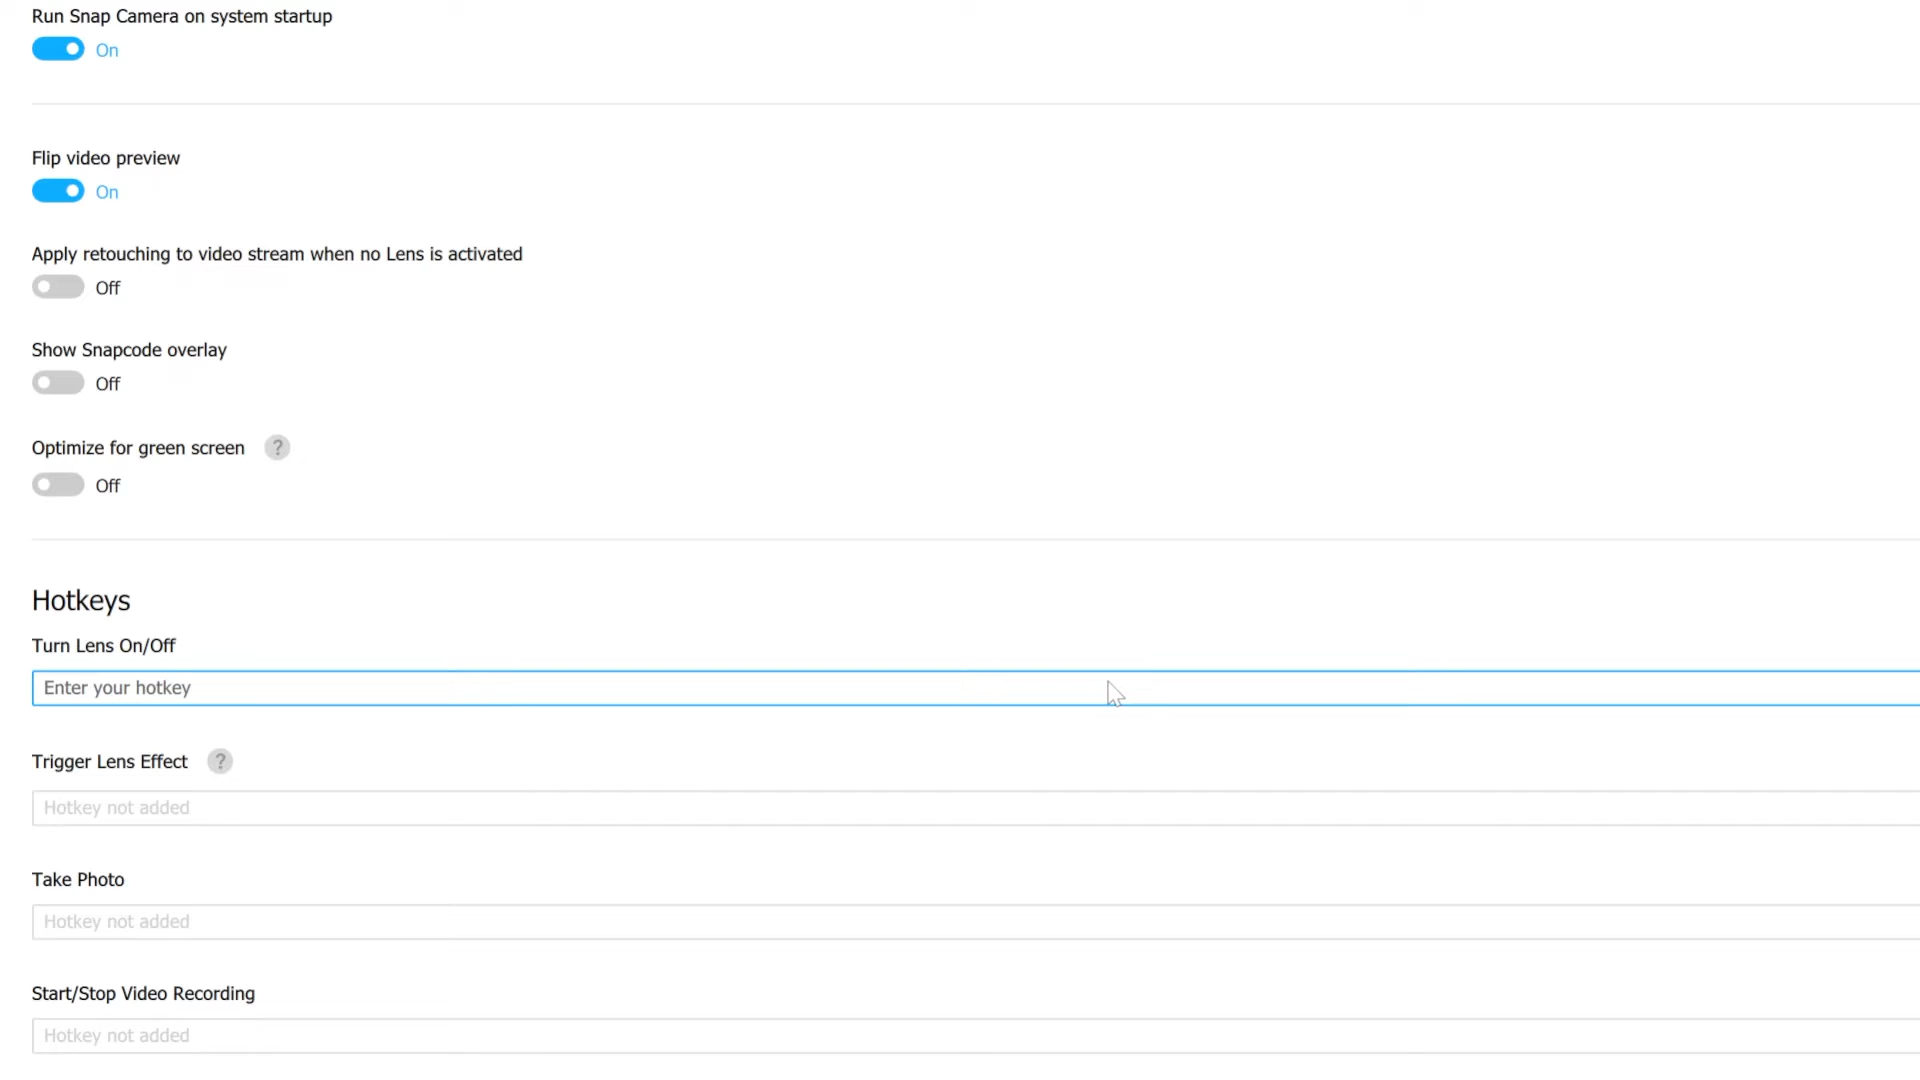 Run Snap Camera on system startup
On
Flip video preview
On
Apply retouching to video stream when no Lens is activated
Off
Show Snapcode overlay
Off
Optimize for green screen ?
Off
Hotkeys
Turn Lens On/Off
Enter your hotkey
Trigger Lens Effect ?
Hotkey not added
Take Photo
Hotkey not added
Start/Stop Video Recording
Hotkey not added